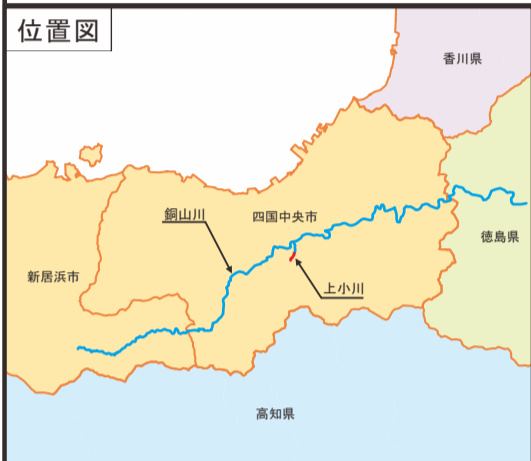 位置図
香川県
銅山川
四国中央市
徳島県
新居浜市
上小川
高知県